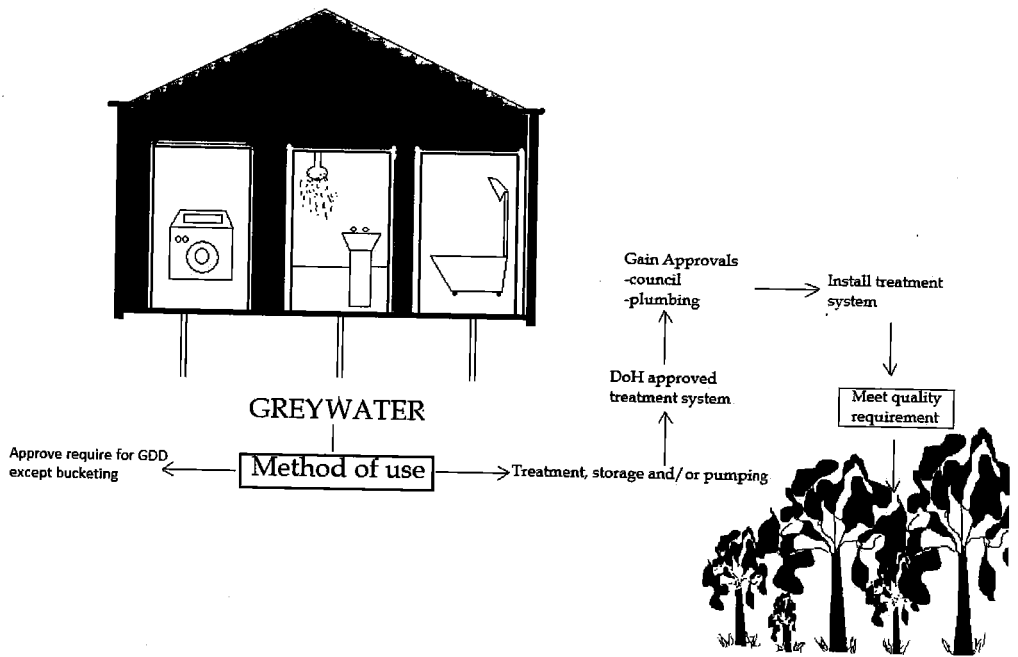 GREYWATER
Method of use
Approve require for GDD
except bucketing
Treatment, storage and/or pumping
DoH approved
treatment system
Gain Approvals
-council
-plumbing
Install treatment
system
Meet quality
requirement